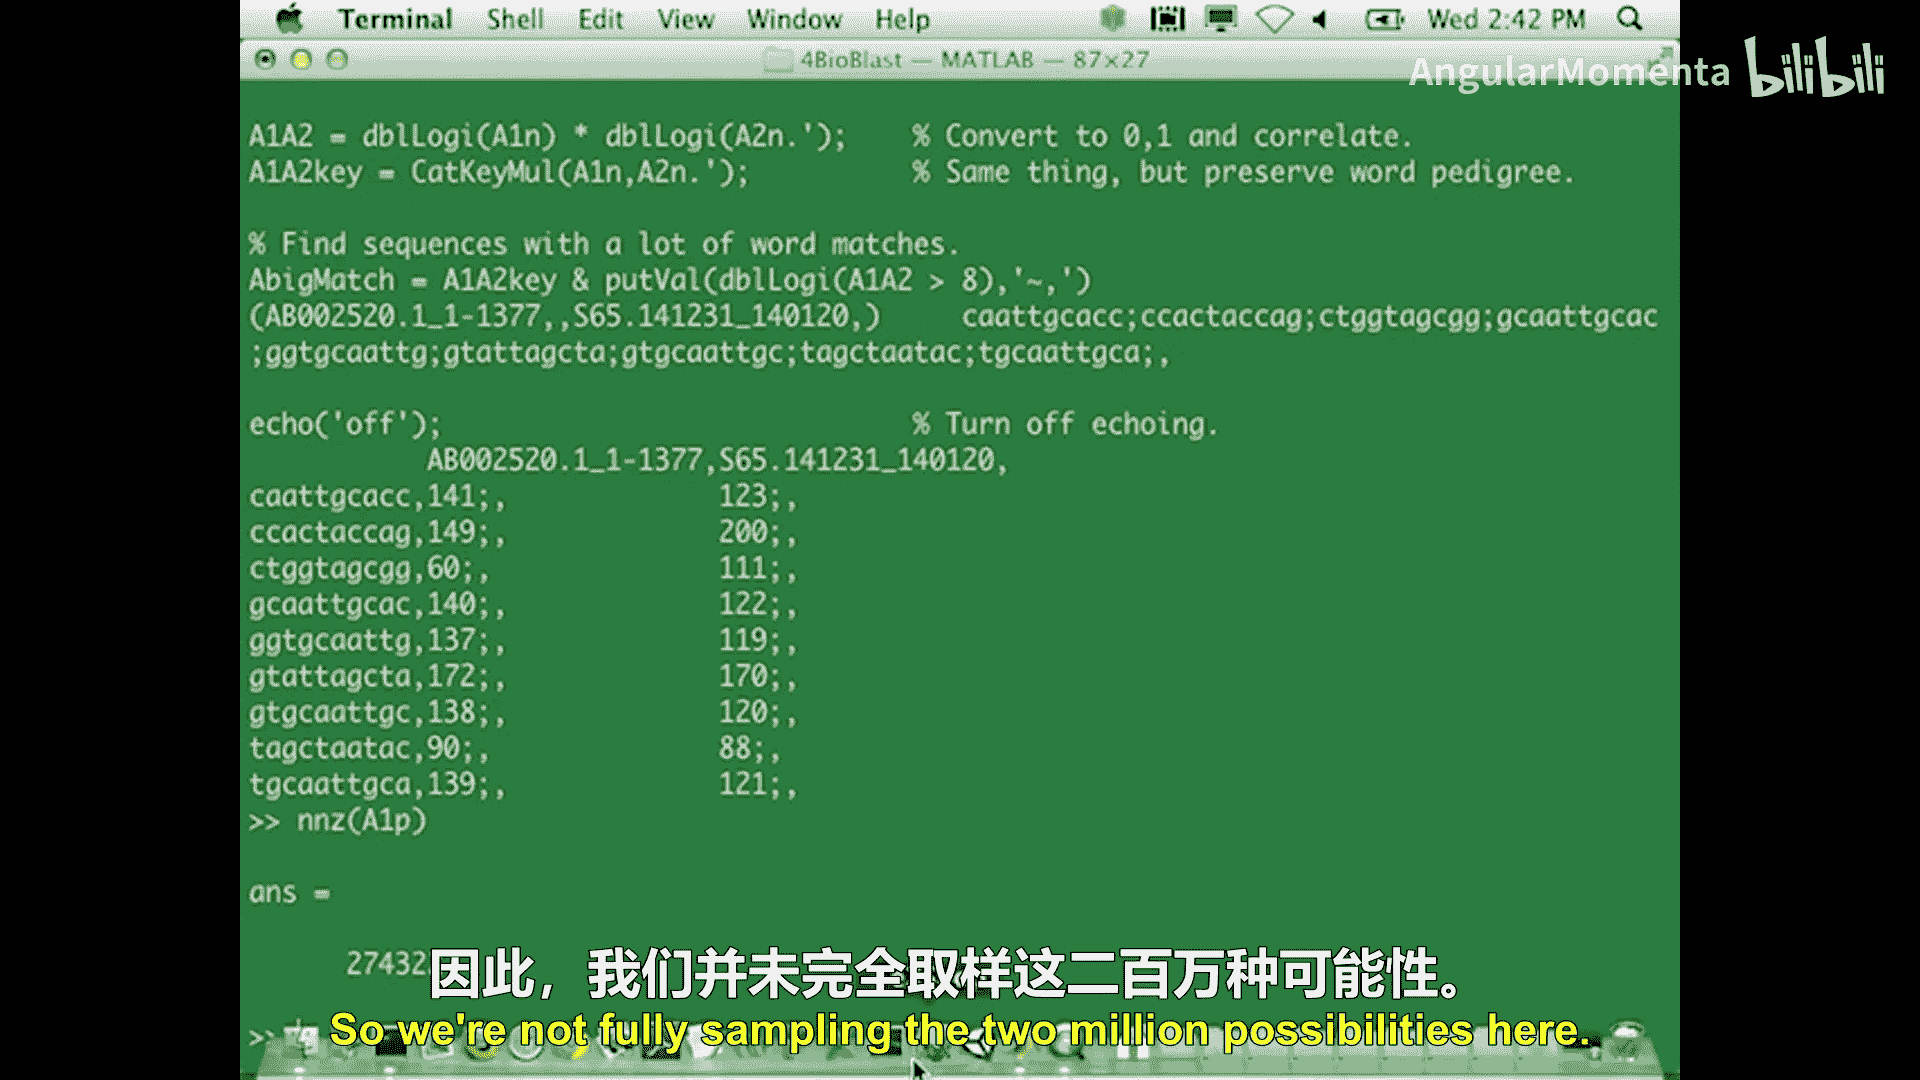 Terminal Shell Edit View Window Help Wed 2:42 PM
4BioBlast — MATLAB — 87×27
AngularMomenta bilibili
A1A2 = dblLogi(A1n) * dblLogi(A2n.'); % Convert to 0,1 and correlate.
A1A2key = CatKeyMul(A1n,A2n.'); % Same thing, but preserve word pedigree.
% Find sequences with a lot of word matches.
AbigMatch = A1A2key & putVal(dblLogi(A1A2 > 8),'~,')
(AB002520.1_1-1377,,S65.141231_140120,) caattgcacc;ccactaccag;ctggtagcgg;gcaattgcac
;ggtgcaattg;gtattagcta;gtgcaattgc;tagctaatac;tgcaattgca;,
echo('off'); % Turn off echoing.
AB002520.1_1-1377,S65.141231_140120,
caattgcacc,141;, 123;,
ccactaccag,149;, 200;,
ctggtagcgg,60;, 111;,
gcaattgcac,140;, 122;,
ggtgcaattg,137;, 119;,
gtattagcta,172;, 170;,
gtgcaattgc,138;, 120;,
tagctaatac,90;, 88;,
tgcaattgca,139;, 121;,
>> nnz(A1p)
ans =
27432
因此，我们并未完全取样这二百万种可能性。
>>
So we're not fully sampling the two million possibilities here.